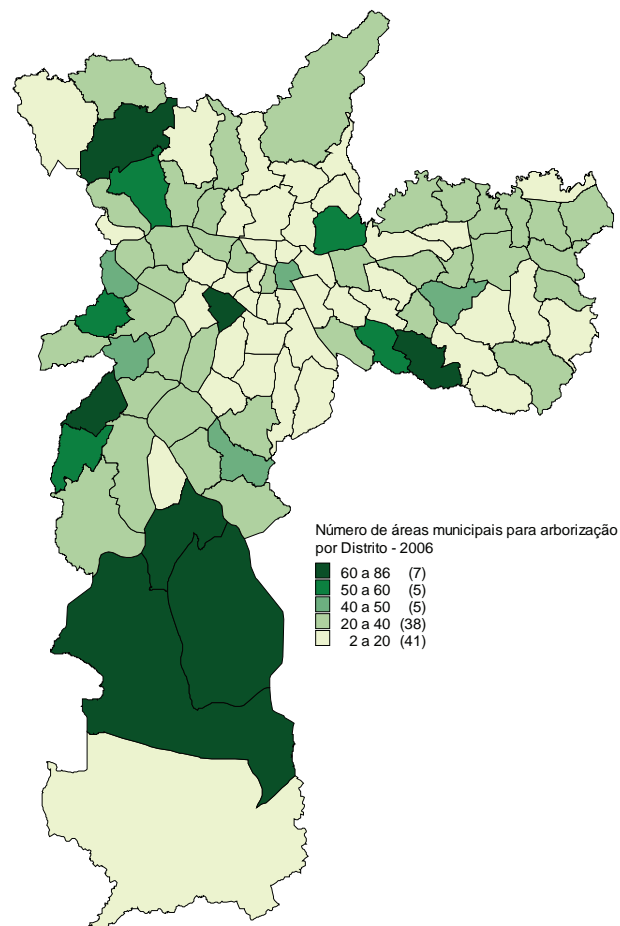 Número de áreas municipais para arborização
por Distrito - 2006
60 a 86 (7)
50 a 60 (5)
40 a 50 (5)
20 a 40 (38)
2 a 20 (41)